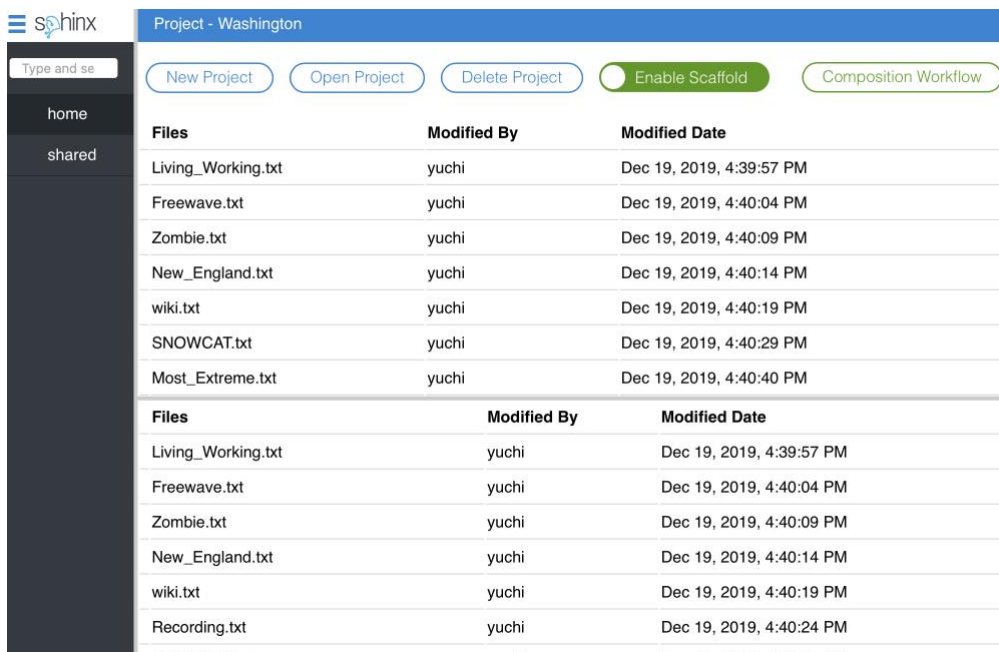 sphinx Project - Washington
Type and se
New Project Open Project Delete Project Enable Scaffold Composition Workflow
home
shared
Files Modified By Modified Date
Living_Working.txt yuchi Dec 19, 2019, 4:39:57 PM
Freewave.txt yuchi Dec 19, 2019, 4:40:04 PM
Zombie.txt yuchi Dec 19, 2019, 4:40:09 PM
New_England.txt yuchi Dec 19, 2019, 4:40:14 PM
wiki.txt yuchi Dec 19, 2019, 4:40:19 PM
SNOWCAT.txt yuchi Dec 19, 2019, 4:40:29 PM
Most_Extreme.txt yuchi Dec 19, 2019, 4:40:40 PM
Files Modified By Modified Date
Living_Working.txt yuchi Dec 19, 2019, 4:39:57 PM
Freewave.txt yuchi Dec 19, 2019, 4:40:04 PM
Zombie.txt yuchi Dec 19, 2019, 4:40:09 PM
New_England.txt yuchi Dec 19, 2019, 4:40:14 PM
wiki.txt yuchi Dec 19, 2019, 4:40:19 PM
Recording.txt yuchi Dec 19, 2019, 4:40:24 PM